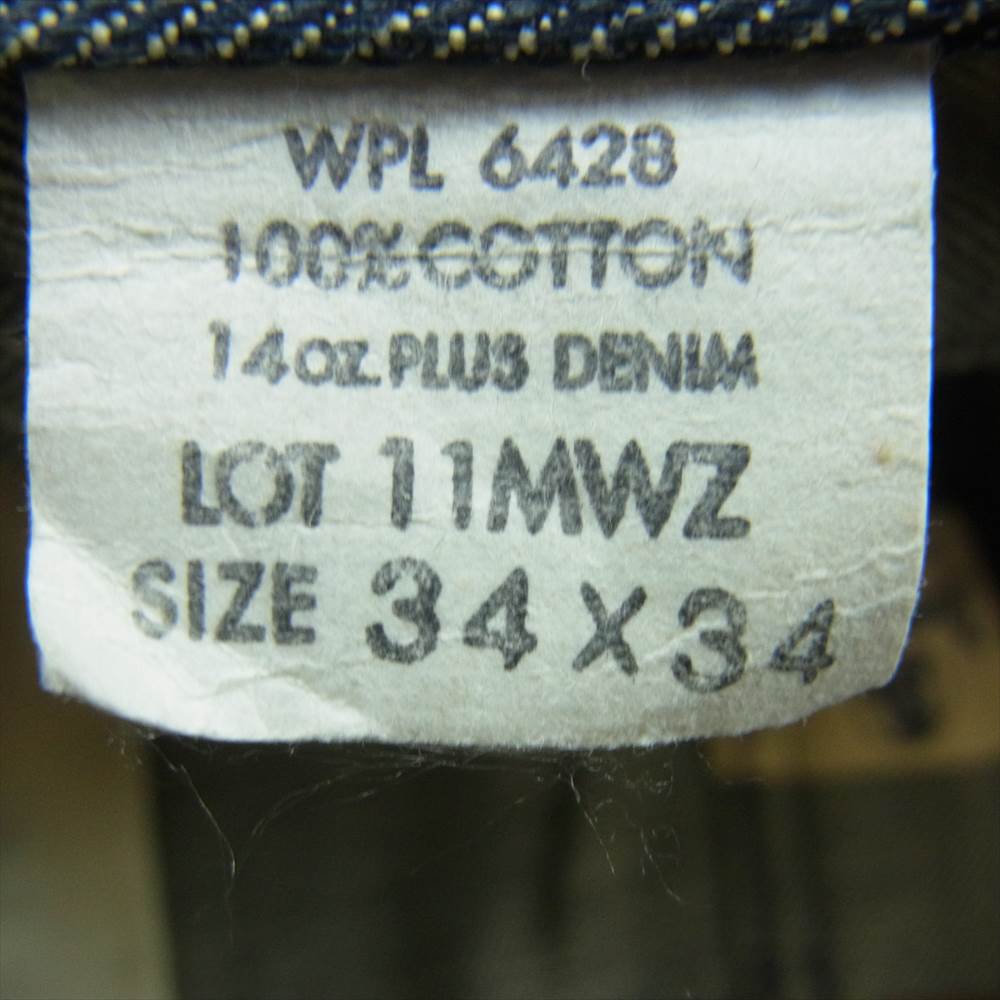 WPL 6428
100% COTTON
14oz. PLUS DENIM
LOT 11MWZ
SIZE 34 X 34